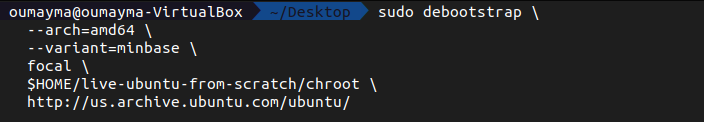 oumayma@oumayma-VirtualBox ~/Desktop sudo debootstrap \
--arch=amd64 \
--variant=minbase \
focal \
$HOME/live-ubuntu-from-scratch/chroot \
http://us.archive.ubuntu.com/ubuntu/